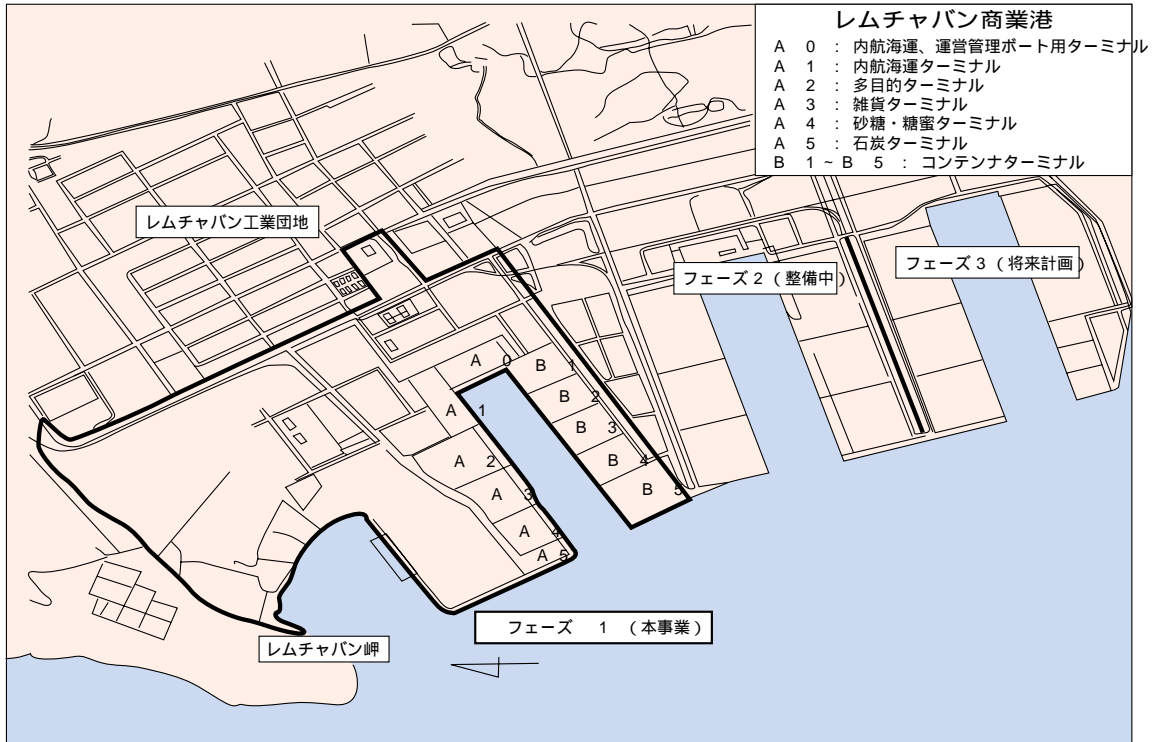 レムチャバン商業港
A 0 : 内航海運、運営管理ボート用ターミナル
A 1 : 内航海運ターミナル
A 2 : 多目的ターミナル
A 3 : 雑貨ターミナル
A 4 : 砂糖・糖蜜ターミナル
A 5 : 石炭ターミナル
B 1 ~ B 5 : コンテンナターミナル
レムチャバン工業団地
フェーズ 2 (整備中)
フェーズ 3 (将来計画)
A 0
B 1
B 2
A 1
B 3
A 2
B 4
B 5
A 3
A 4
A 5
フェーズ 1 (本事業)
レムチャバン岬